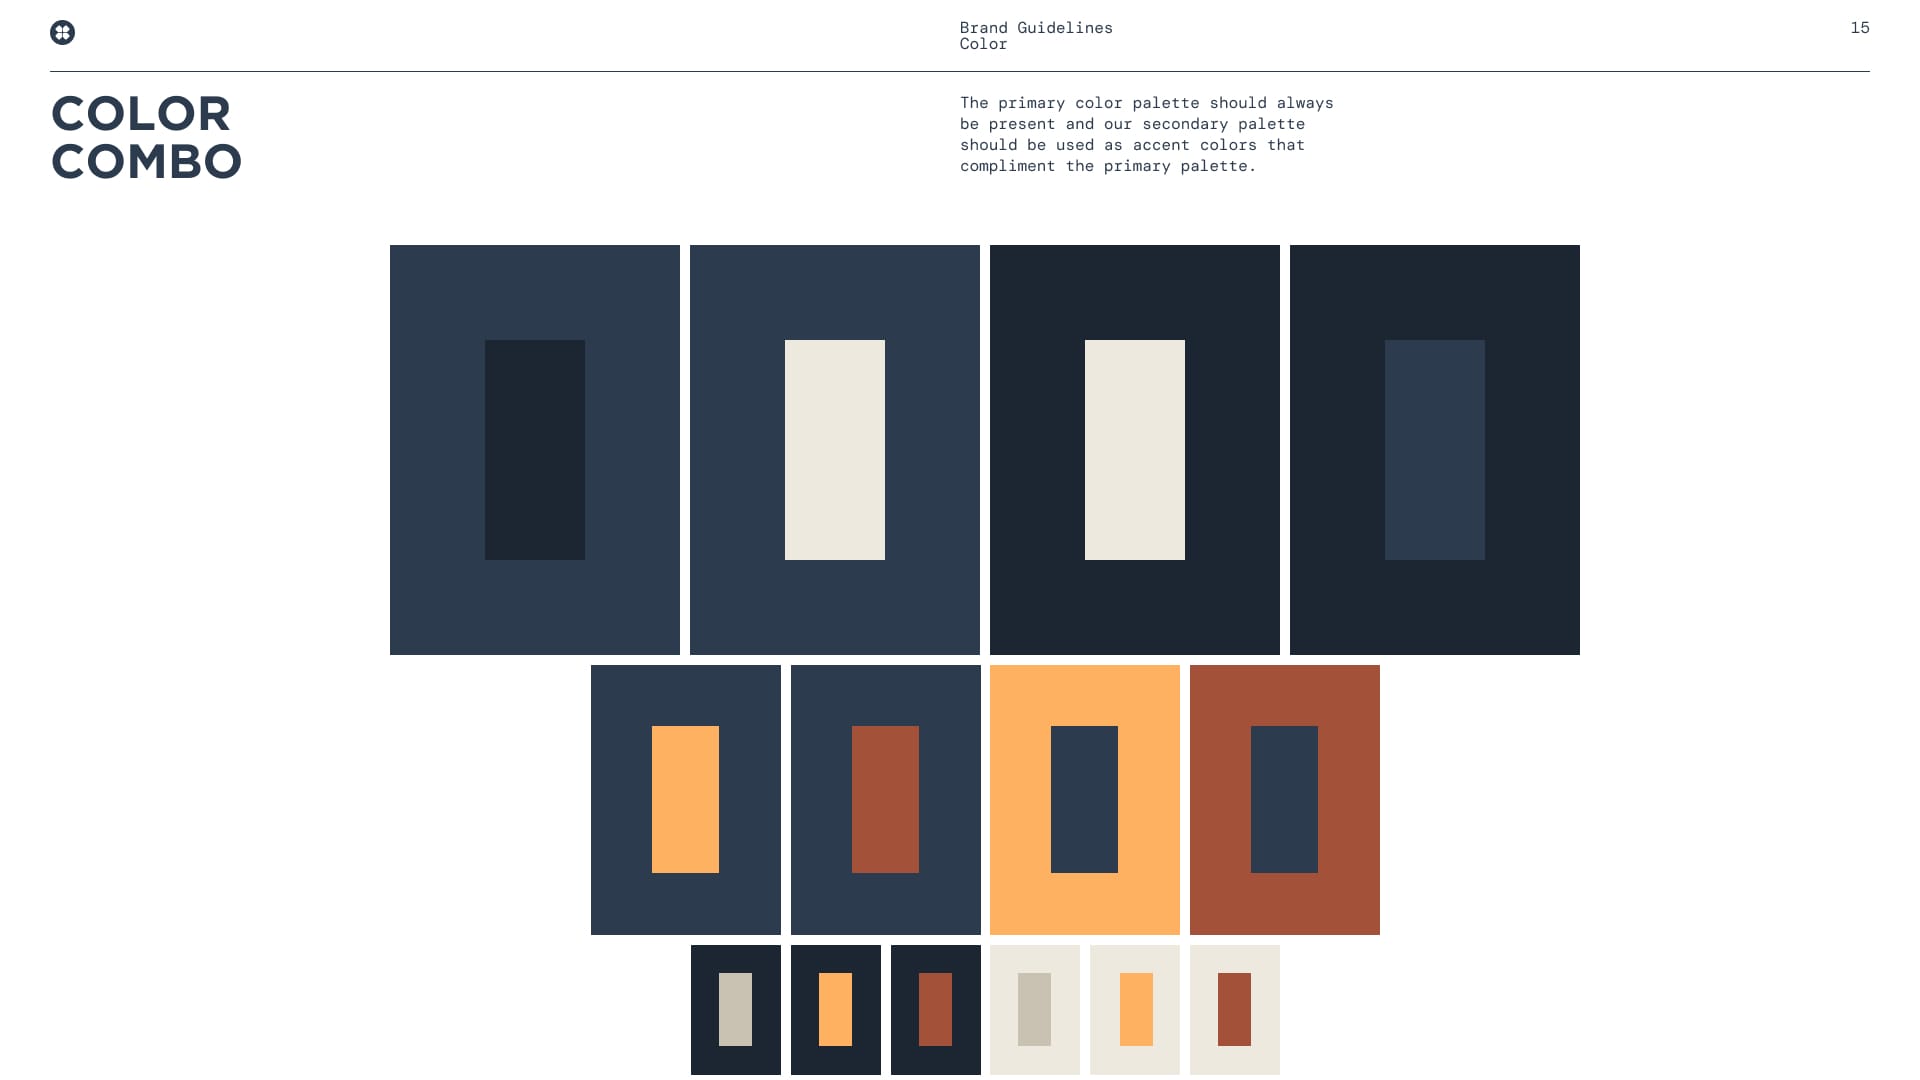 Brand Guidelines
Color
15
COLOR
COMBO
The primary color palette should always
be present and our secondary palette
should be used as accent colors that
compliment the primary palette.